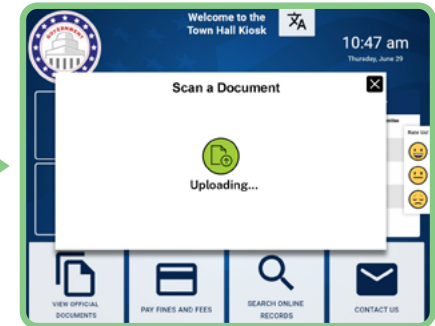 Welcome to the
Town Hall Kiosk
10:47 am
Thursday, June 29
Scan a Document
Uploading...
Rate Us!
VIEW OFFICIAL
DOCUMENTS
PAY FINES AND FEES
SEARCH ONLINE
RECORDS
CONTACT US